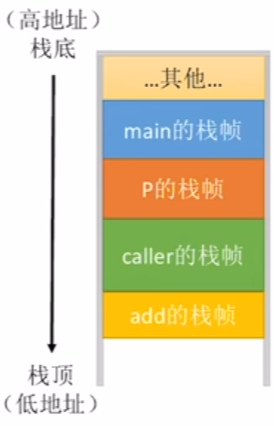 （高地址）
栈底
...其他...
main的栈帧
P的栈帧
caller的栈帧
add的栈帧
栈顶
（低地址）